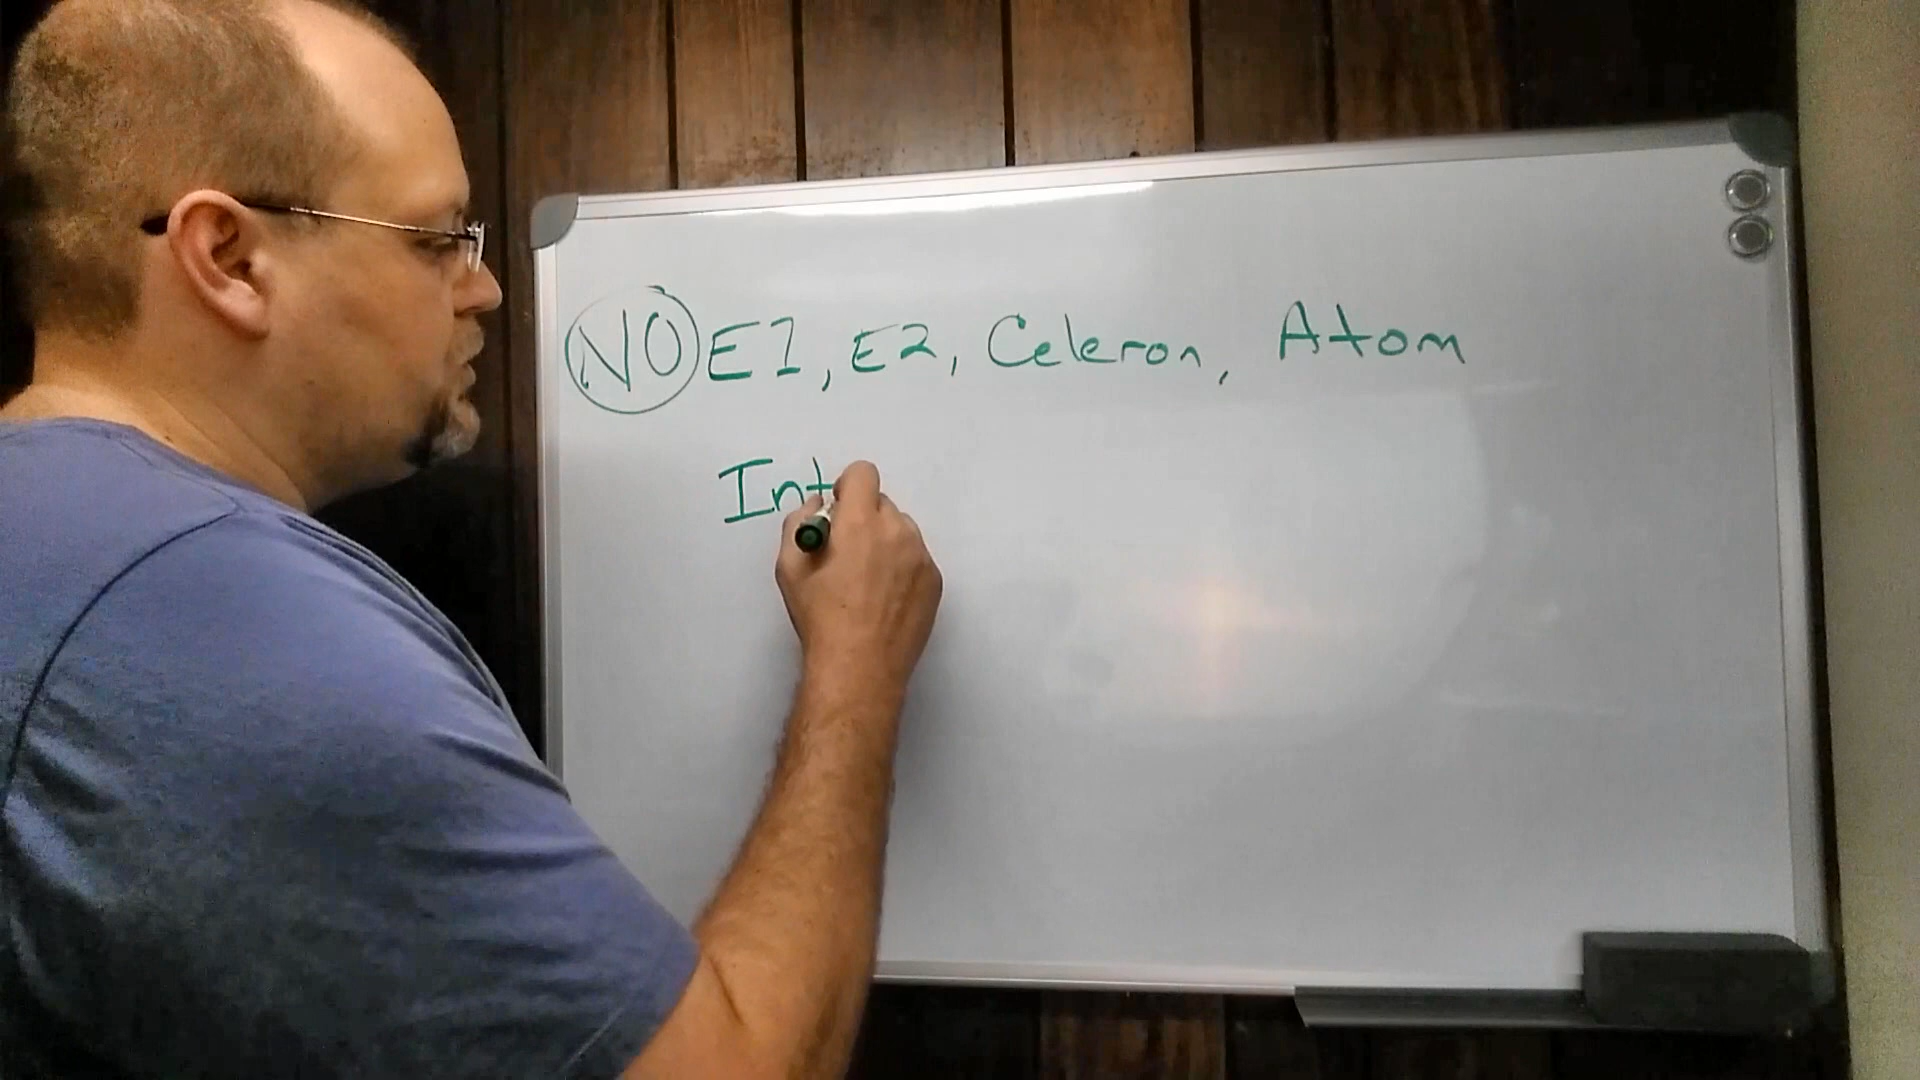 NO E1, E2, Celeron, Atom
Int